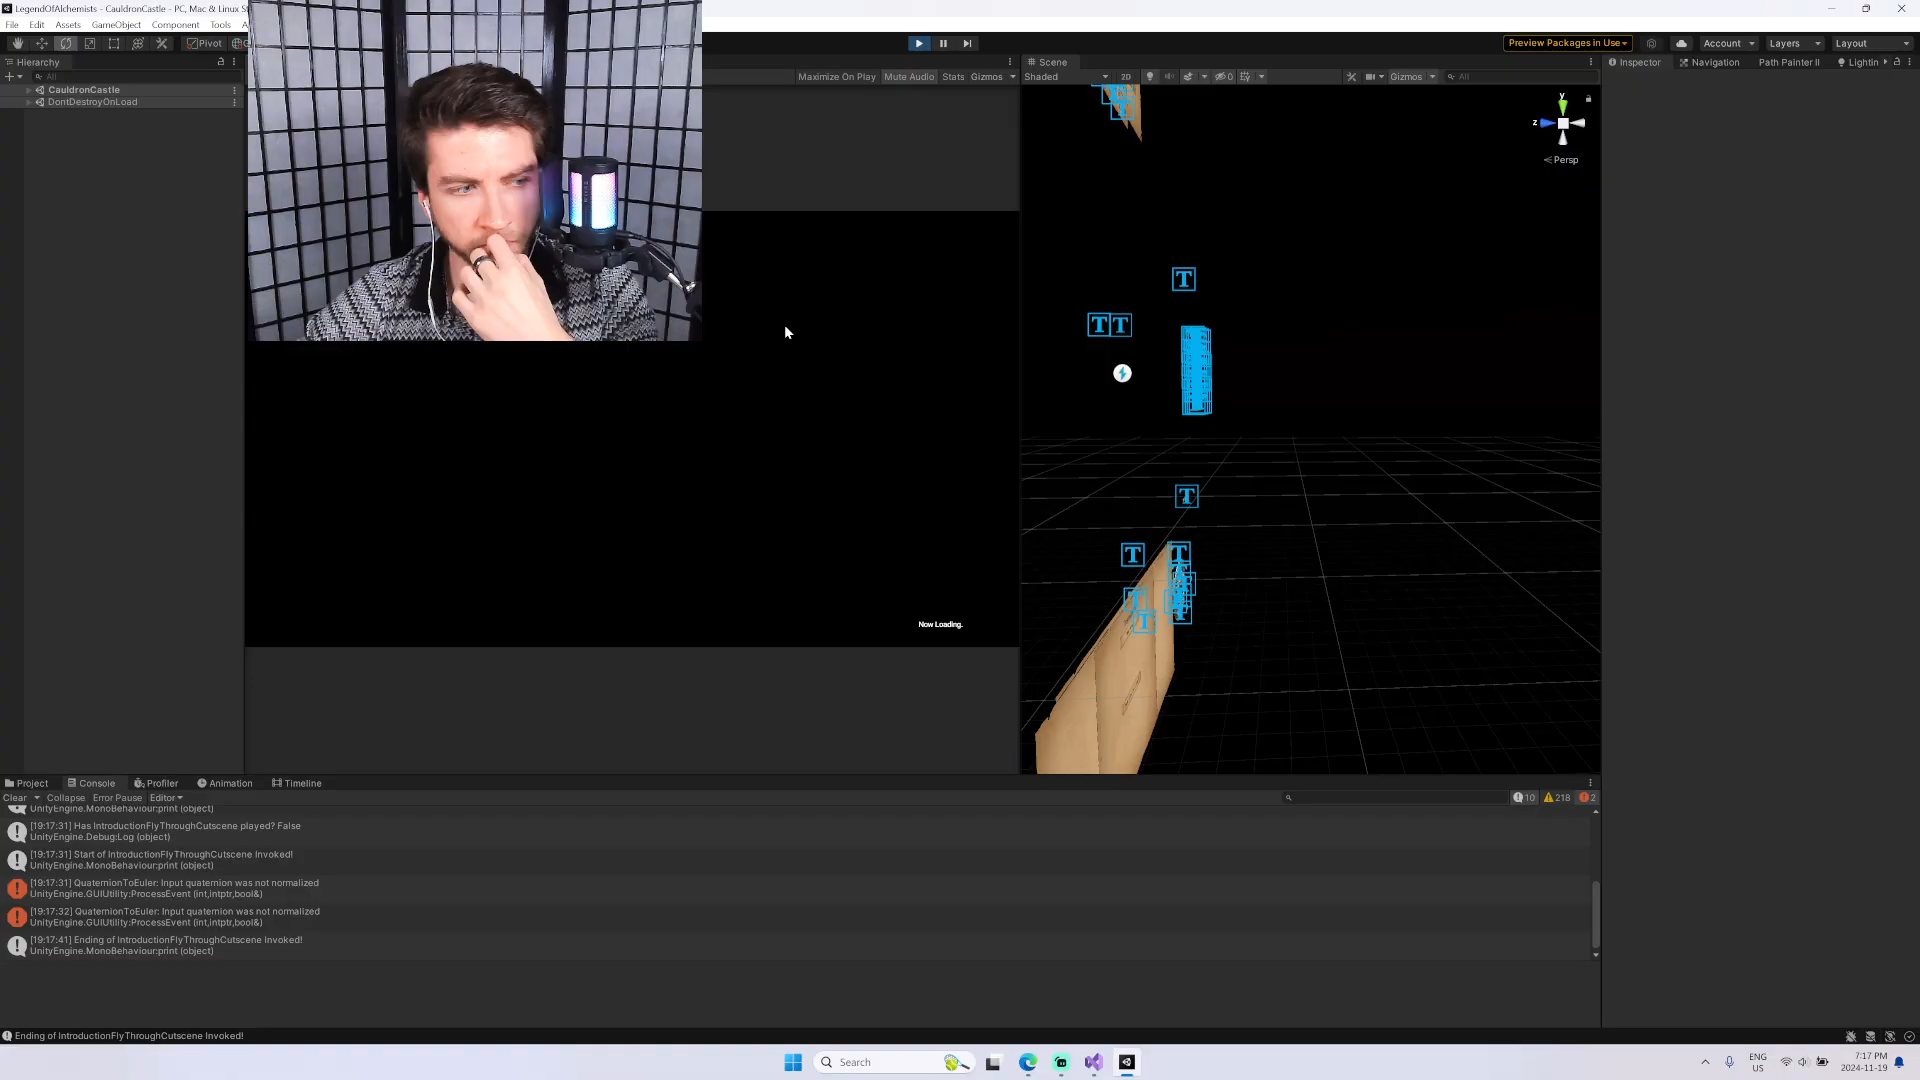 LegendOfAlchemists - CauldronCastle - PC, Mac & Linux St
File Edit Assets GameObject Component Tools
Pivot
Preview Packages in Use
Account
Layers
Layout
Hierarchy
All
CauldronCastle
DontDestroyOnLoad
Maximize On Play Mute Audio Stats Gizmos
Now Loading.
Scene
Shaded
2D
0
Gizmos
All
y
z
Persp
T
T T
T
T T
T
T
T
Inspector Navigation Path Painter II Lightin
Project Console Profiler Animation Timeline
Clear Collapse Error Pause Editor
10 218 2
UnityEngine.MonoBehaviour:print (object)
[19:17:31] Has IntroductionFlyThroughCutscene played? False
UnityEngine.Debug:Log (object)
[19:17:31] Start of IntroductionFlyThroughCutscene Invoked!
UnityEngine.MonoBehaviour:print (object)
[19:17:31] QuaternionToEuler: Input quaternion was not normalized
UnityEngine.GUIUtility:ProcessEvent (int,intptr,bool&)
[19:17:32] QuaternionToEuler: Input quaternion was not normalized
UnityEngine.GUIUtility:ProcessEvent (int,intptr,bool&)
[19:17:41] Ending of IntroductionFlyThroughCutscene Invoked!
UnityEngine.MonoBehaviour:print (object)
Ending of IntroductionFlyThroughCutscene Invoked!
Search
ENG
US
7:17 PM
2024-11-19